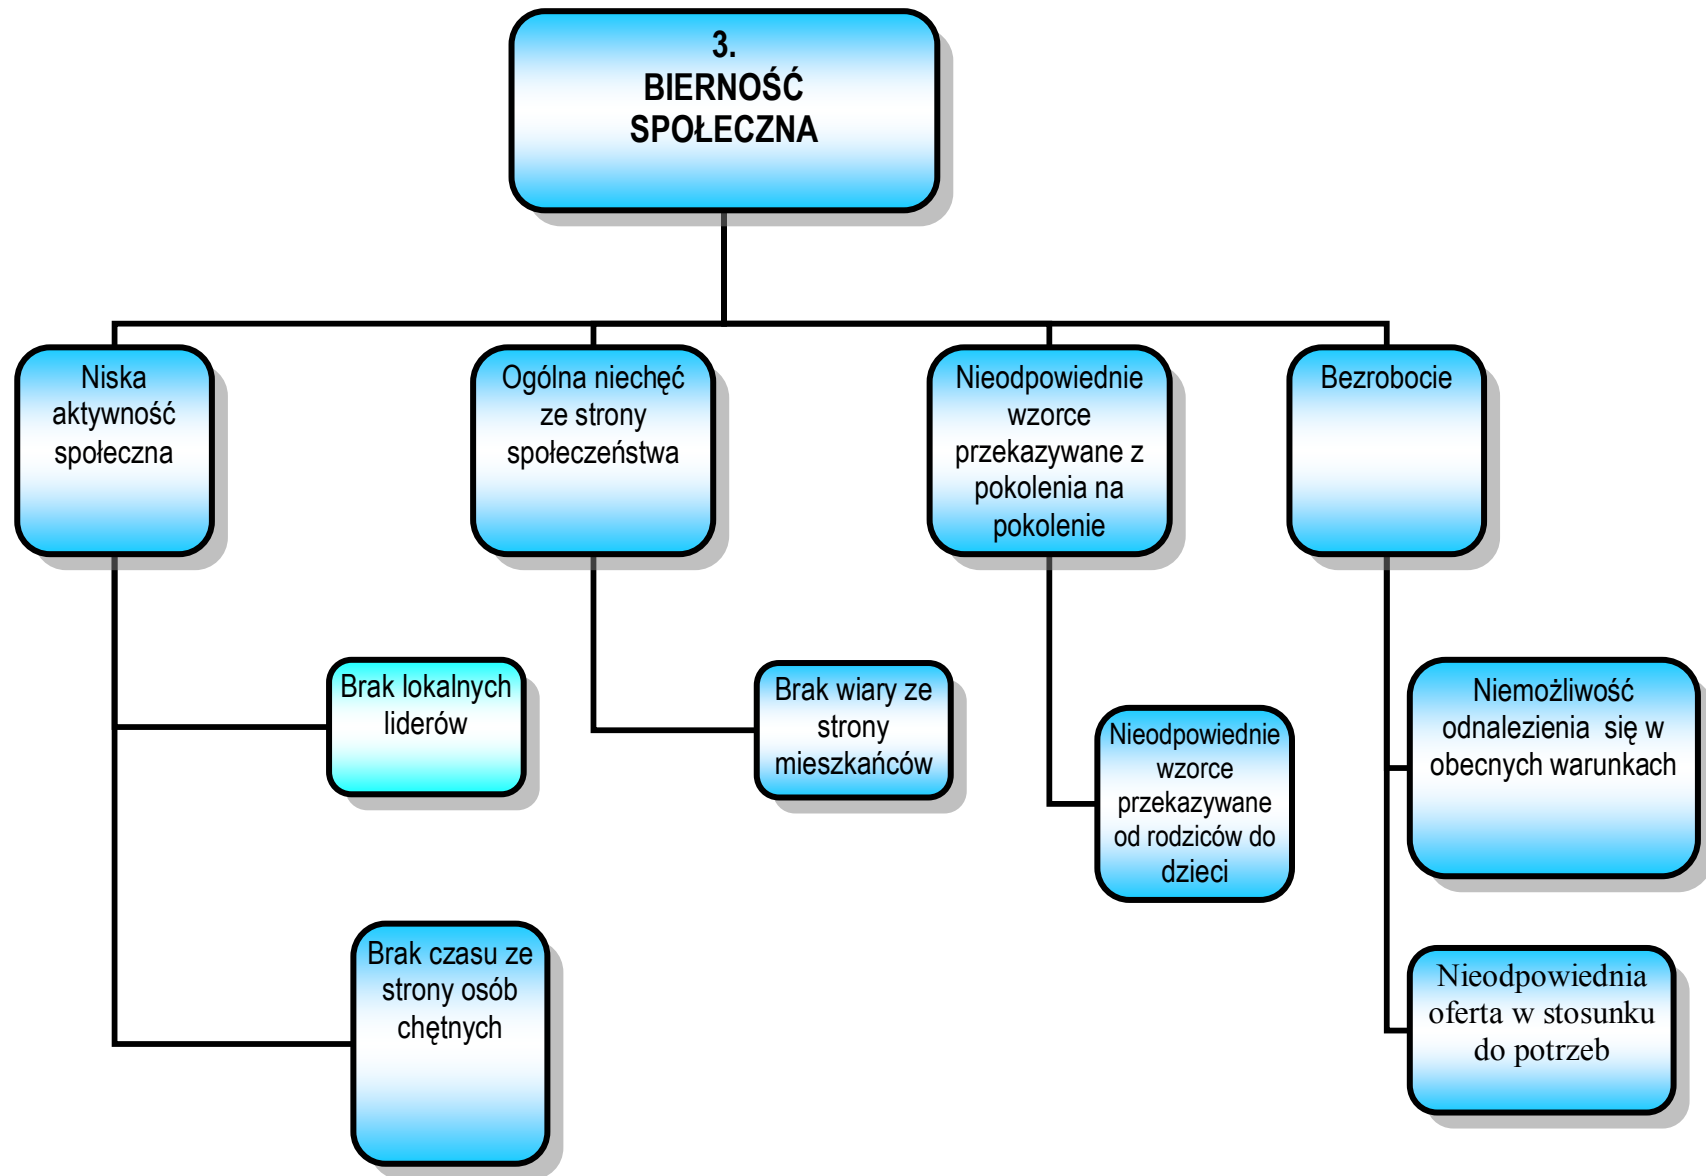 3.
BIERNOŚĆ
SPOŁECZNA
Niska
aktywność
społeczna
Ogólna niechęć
ze strony
społeczeństwa
Nieodpowiednie
wzorce
przekazywane z
pokolenia na
pokolenie
Bezrobocie
Brak lokalnych
liderów
Brak wiary ze
strony
mieszkańców
Nieodpowiednie
wzorce
przekazywane
od rodziców do
dzieci
Niemożliwość
odnalezienia  się w
obecnych warunkach
Brak czasu ze
strony osób
chętnych
Nieodpowiednia
oferta w stosunku
do potrzeb